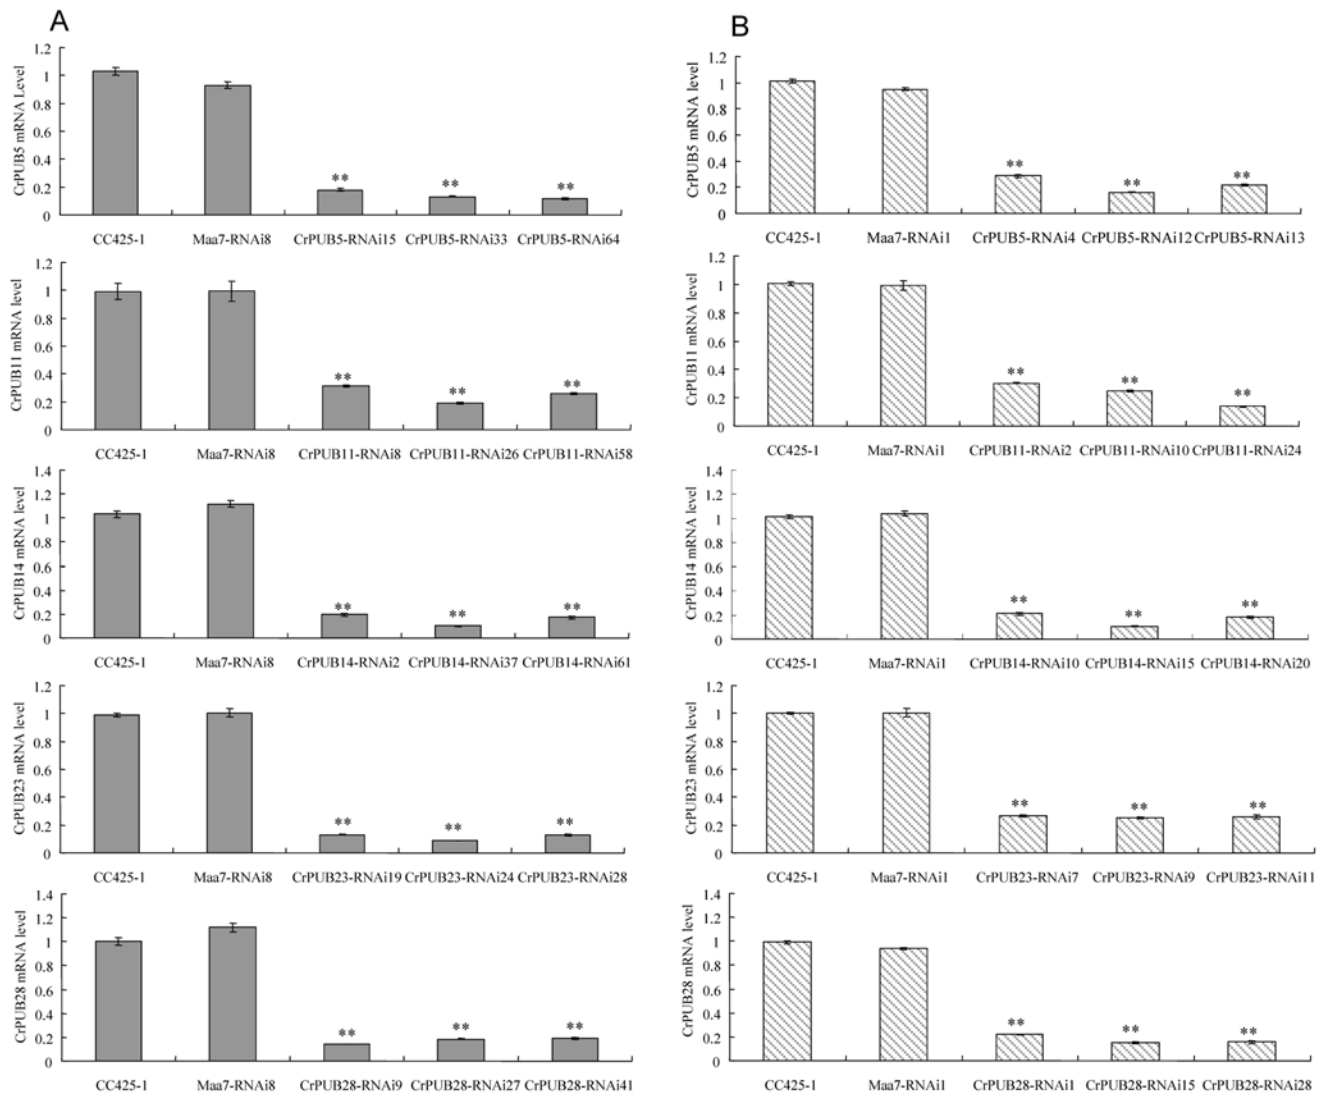 A
CrPUB5 mRNA Level
1.2
1
0.8
0.6
0.4
0.2
0
** ** **
CC425-1 Maa7-RNAi8 CrPUB5-RNAi15 CrPUB5-RNAi33 CrPUB5-RNAi64
CrPUB11 mRNA level
1.2
1
0.8
0.6
0.4
0.2
0
** ** **
CC425-1 Maa7-RNAi8 CrPUB11-RNAi8 CrPUB11-RNAi26 CrPUB11-RNAi58
CrPUB14 mRNA level
1.4
1.2
1
0.8
0.6
0.4
0.2
0
** ** **
CC425-1 Maa7-RNAi8 CrPUB14-RNAi2 CrPUB14-RNAi37 CrPUB14-RNAi61
CrPUB23 mRNA level
1.2
1
0.8
0.6
0.4
0.2
0
** ** **
CC425-1 Maa7-RNAi8 CrPUB23-RNAi19 CrPUB23-RNAi24 CrPUB23-RNAi28
CrPUB28 mRNA level
1.4
1.2
1
0.8
0.6
0.4
0.2
0
** ** **
CC425-1 Maa7-RNAi8 CrPUB28-RNAi9 CrPUB28-RNAi27 CrPUB28-RNAi41
B
CrPUB5 mRNA level
1.2
1
0.8
0.6
0.4
0.2
0
** ** **
CC425-1 Maa7-RNAi1 CrPUB5-RNAi4 CrPUB5-RNAi12 CrPUB5-RNAi13
CrPUB11 mRNA level
1.2
1
0.8
0.6
0.4
0.2
0
** ** **
CC425-1 Maa7-RNAi1 CrPUB11-RNAi2 CrPUB11-RNAi10 CrPUB11-RNAi24
CrPUB14 mRNA level
1.4
1.2
1
0.8
0.6
0.4
0.2
0
** ** **
CC425-1 Maa7-RNAi1 CrPUB14-RNAi10 CrPUB14-RNAi15 CrPUB14-RNAi20
CrPUB23 mRNA level
1.2
1
0.8
0.6
0.4
0.2
0
** ** **
CC425-1 Maa7-RNAi1 CrPUB23-RNAi7 CrPUB23-RNAi9 CrPUB23-RNAi11
CrPUB28 mRNA level
1.4
1.2
1
0.8
0.6
0.4
0.2
0
** ** **
CC425-1 Maa7-RNAi1 CrPUB28-RNAi1 CrPUB28-RNAi15 CrPUB28-RNAi28